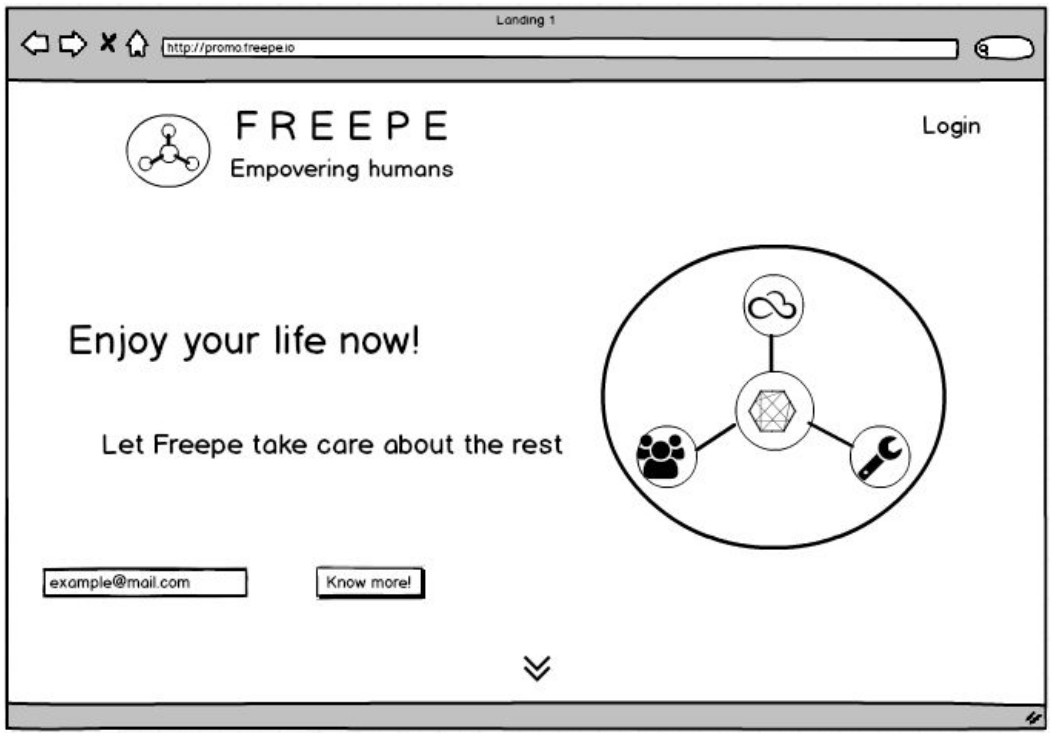 Landing 1
http://promo.freepe.io
FREEPE
Empovering humans
Login
Enjoy your life now!
Let Freepe take care about the rest
example@mail.com
Know more!